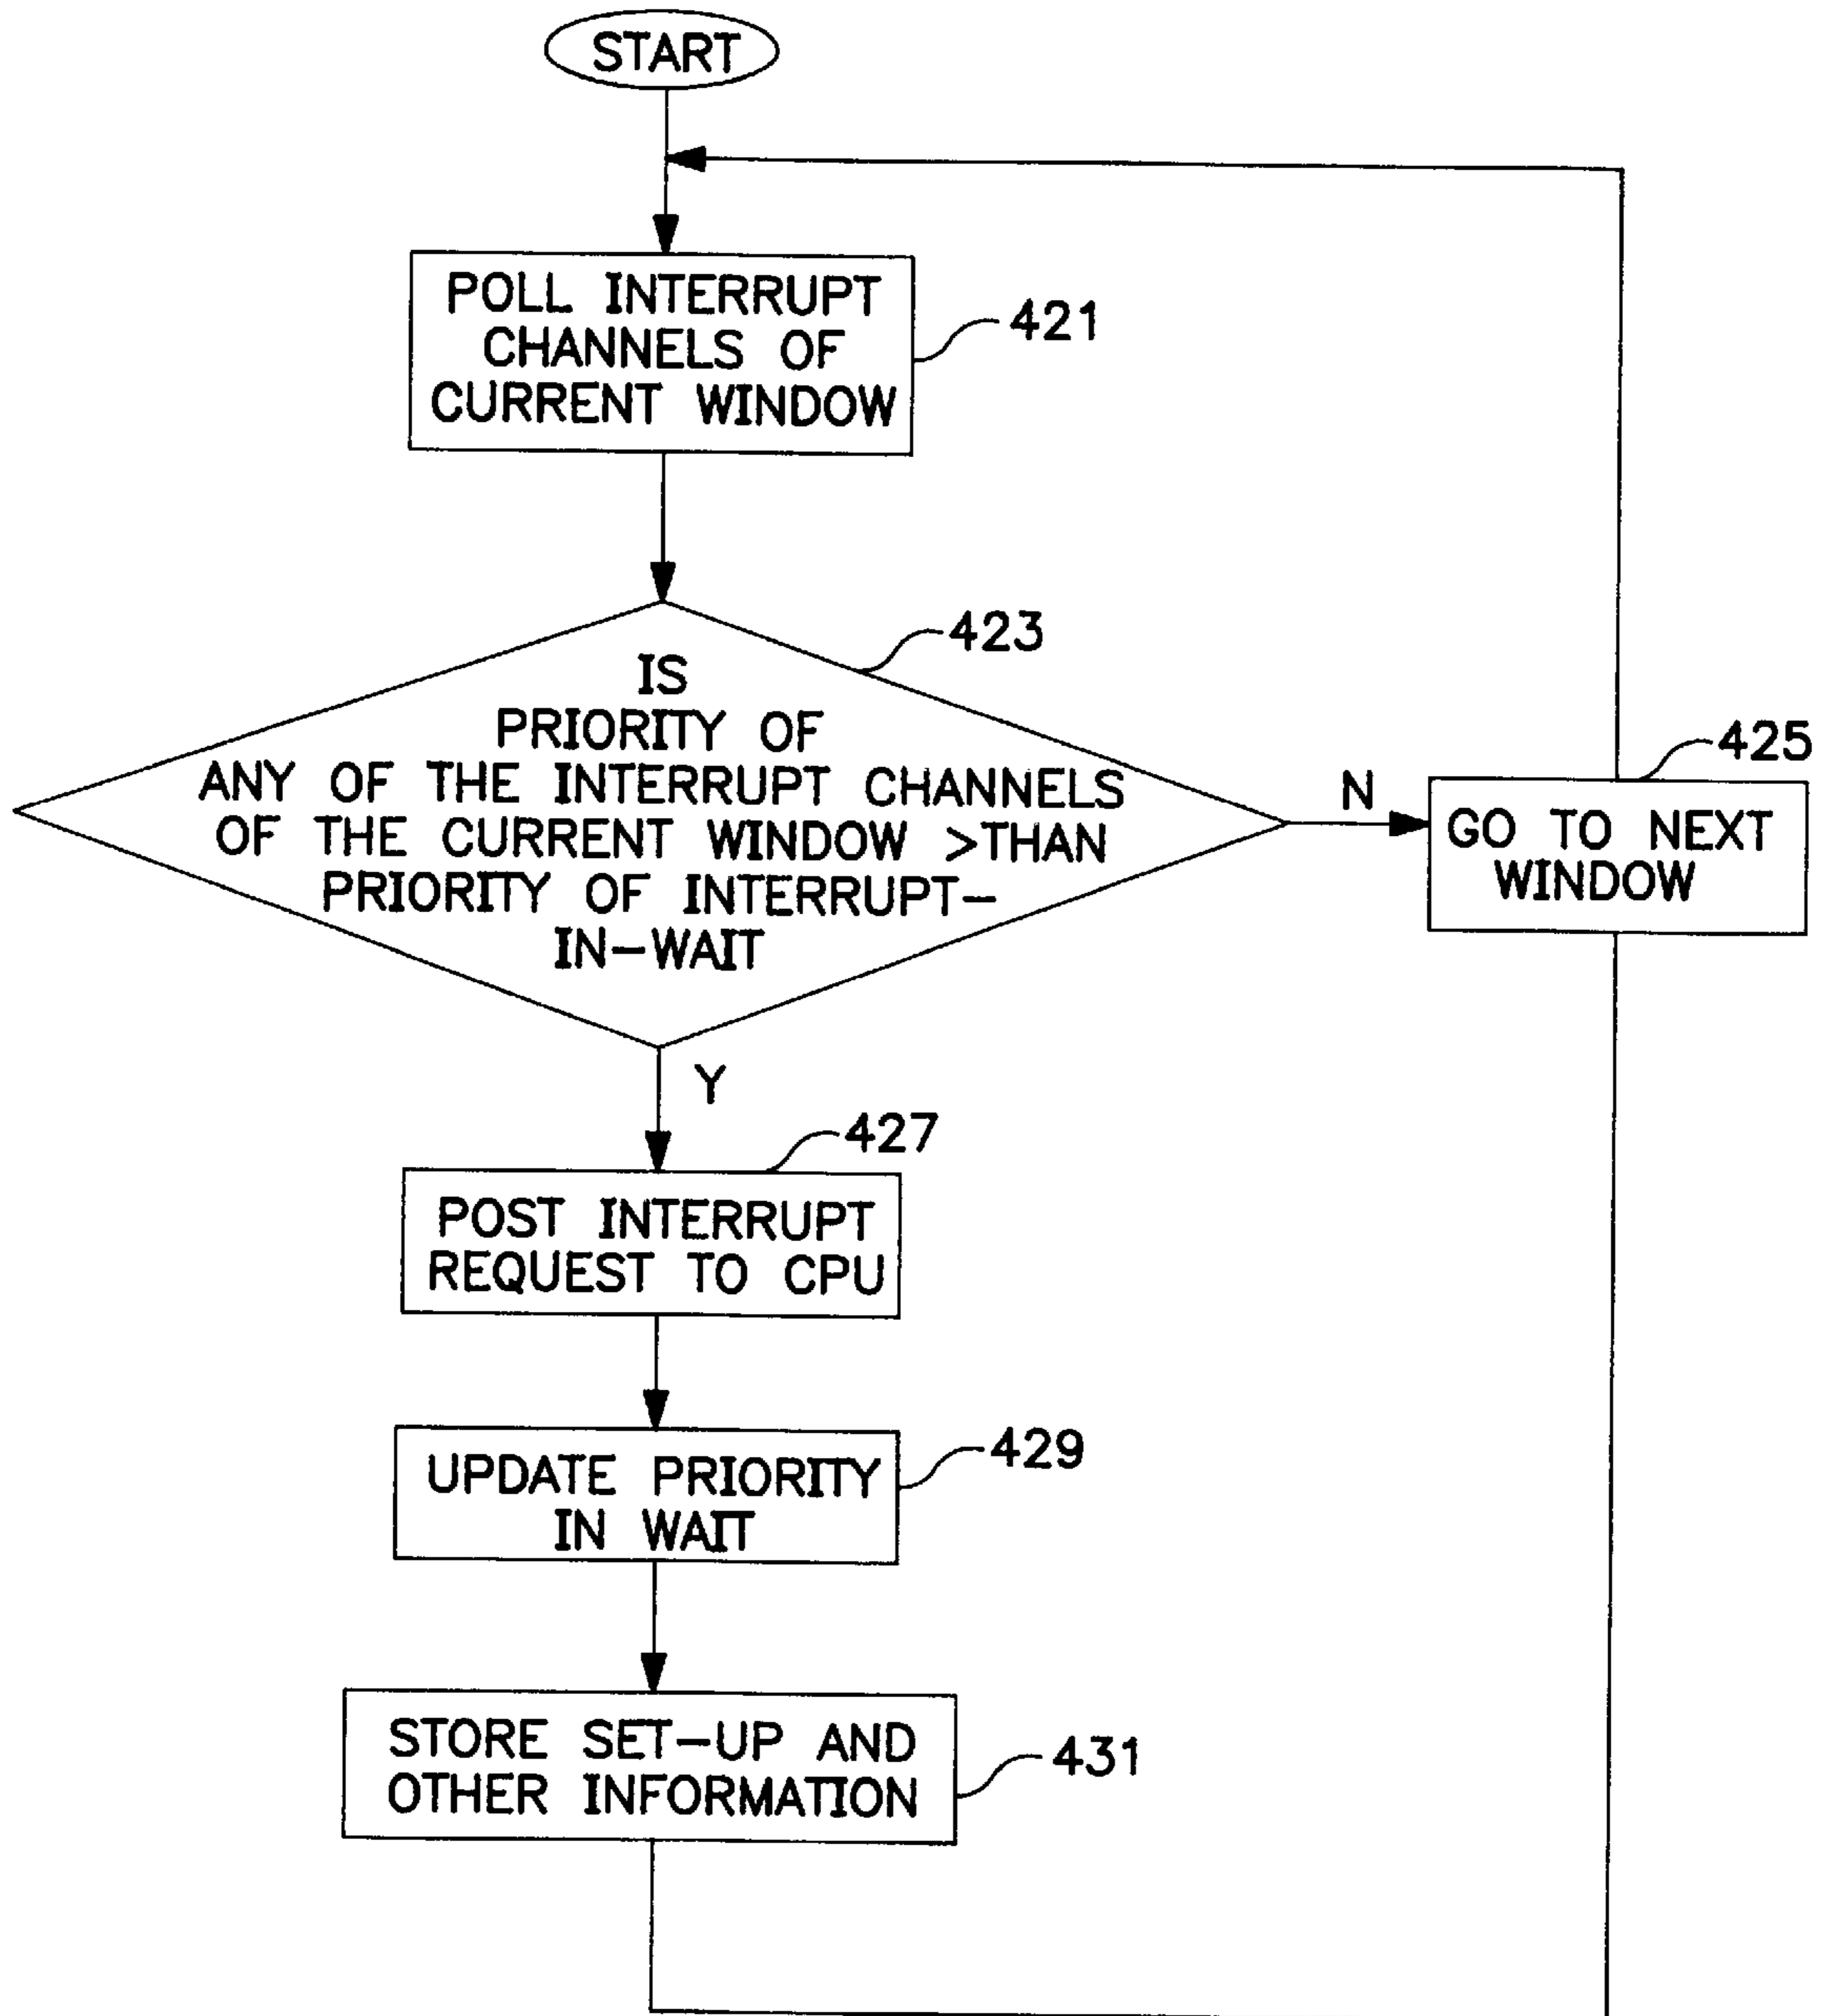 START
POLL INTERRUPT
CHANNELS OF
CURRENT WINDOW
421
IS
PRIORITY OF
ANY OF THE INTERRUPT CHANNELS
OF THE CURRENT WINDOW >THAN
PRIORITY OF INTERRUPT-
IN-WAIT
423
N
GO TO NEXT
WINDOW
425
Y
POST INTERRUPT
REQUEST TO CPU
427
UPDATE PRIORITY
IN WAIT
429
STORE SET-UP AND
OTHER INFORMATION
431